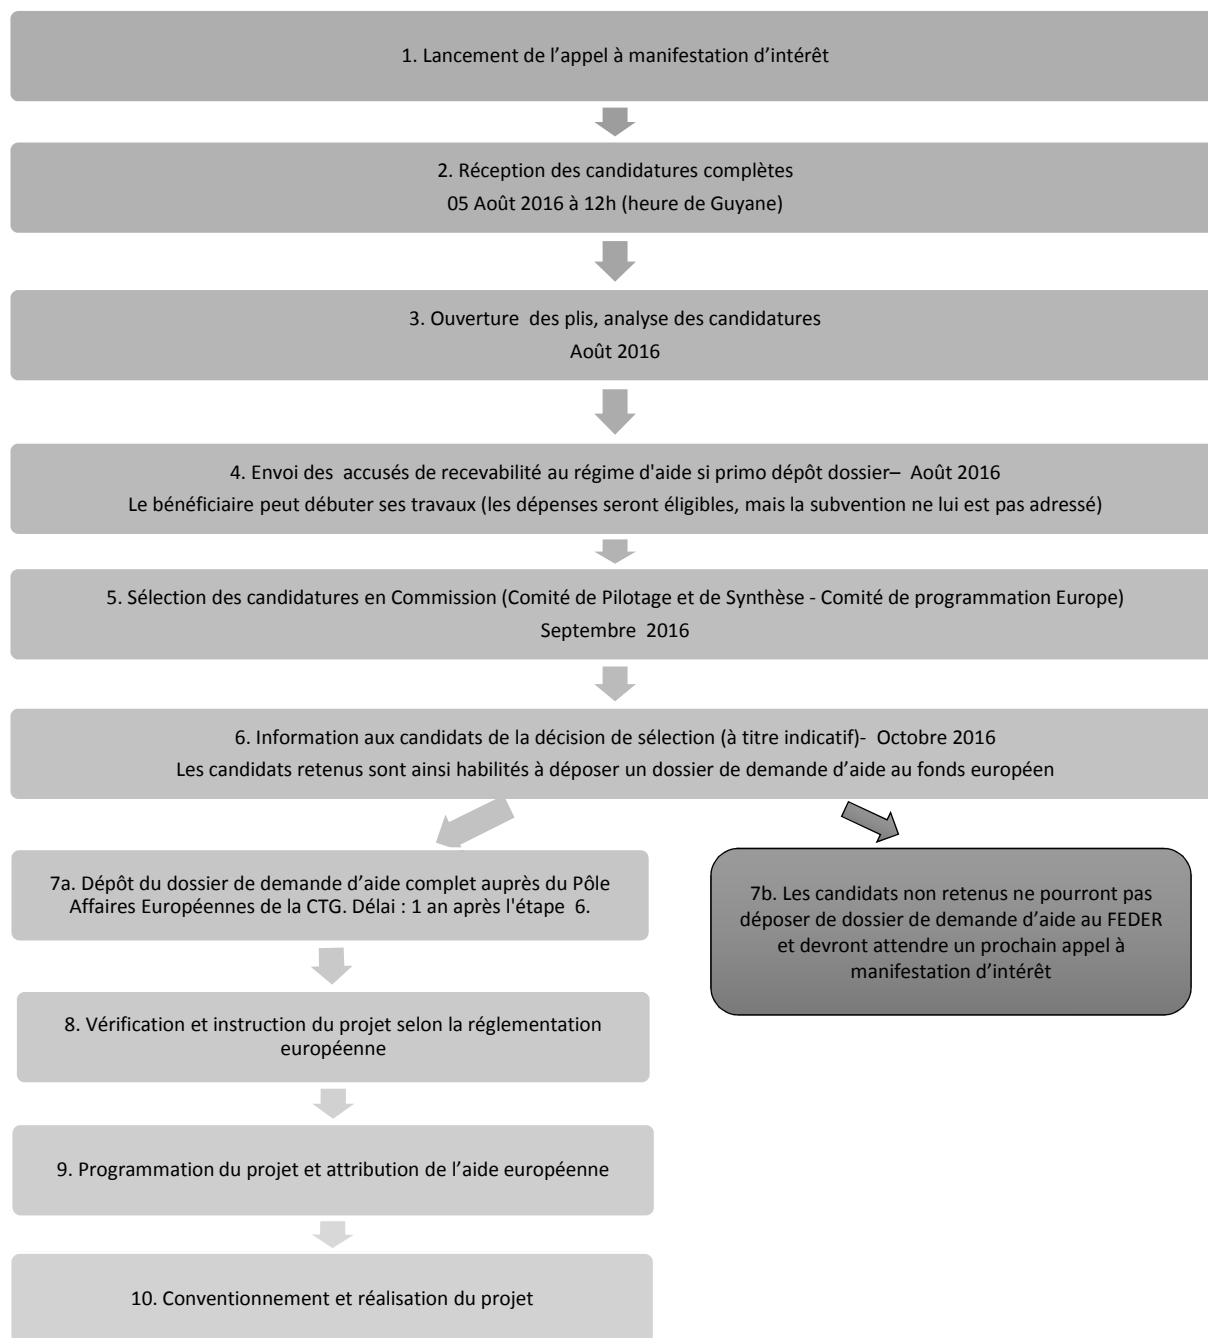 1. Lancement de l’appel à manifestation d’intérêt
2. Réception des candidatures complètes
05 Août 2016 à 12h (heure de Guyane)
3. Ouverture des plis, analyse des candidatures
Août 2016
4. Envoi des accusés de recevabilité au régime d'aide si primo dépôt dossier– Août 2016
Le bénéficiaire peut débuter ses travaux (les dépenses seront éligibles, mais la subvention ne lui est pas adressé)
5. Sélection des candidatures en Commission (Comité de Pilotage et de Synthèse - Comité de programmation Europe)
Septembre 2016
6. Information aux candidats de la décision de sélection (à titre indicatif)- Octobre 2016
Les candidats retenus sont ainsi habilités à déposer un dossier de demande d’aide au fonds européen
7a. Dépôt du dossier de demande d’aide complet auprès du Pôle
Affaires Européennes de la CTG. Délai : 1 an après l'étape 6.
7b. Les candidats non retenus ne pourront pas
déposer de dossier de demande d’aide au FEDER
et devront attendre un prochain appel à
manifestation d’intérêt
8. Vérification et instruction du projet selon la réglementation
européenne
9. Programmation du projet et attribution de l’aide européenne
10. Conventionnement et réalisation du projet